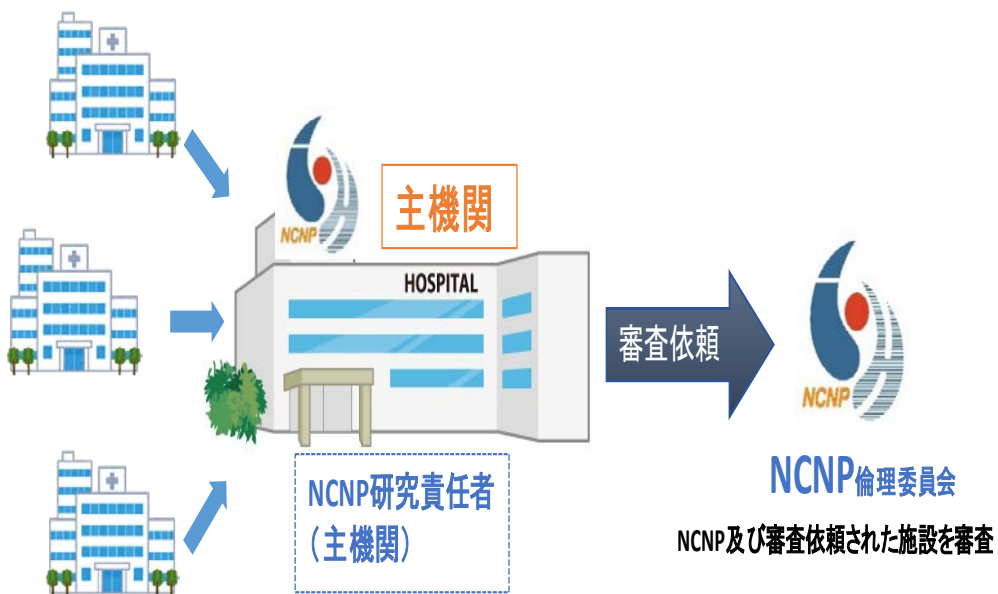 NCNP
主機関
HOSPITAL
NCNP研究責任者
（主機関）
審査依頼
NCNP
NCNP倫理委員会
NCNP及び審査依頼された施設を審査